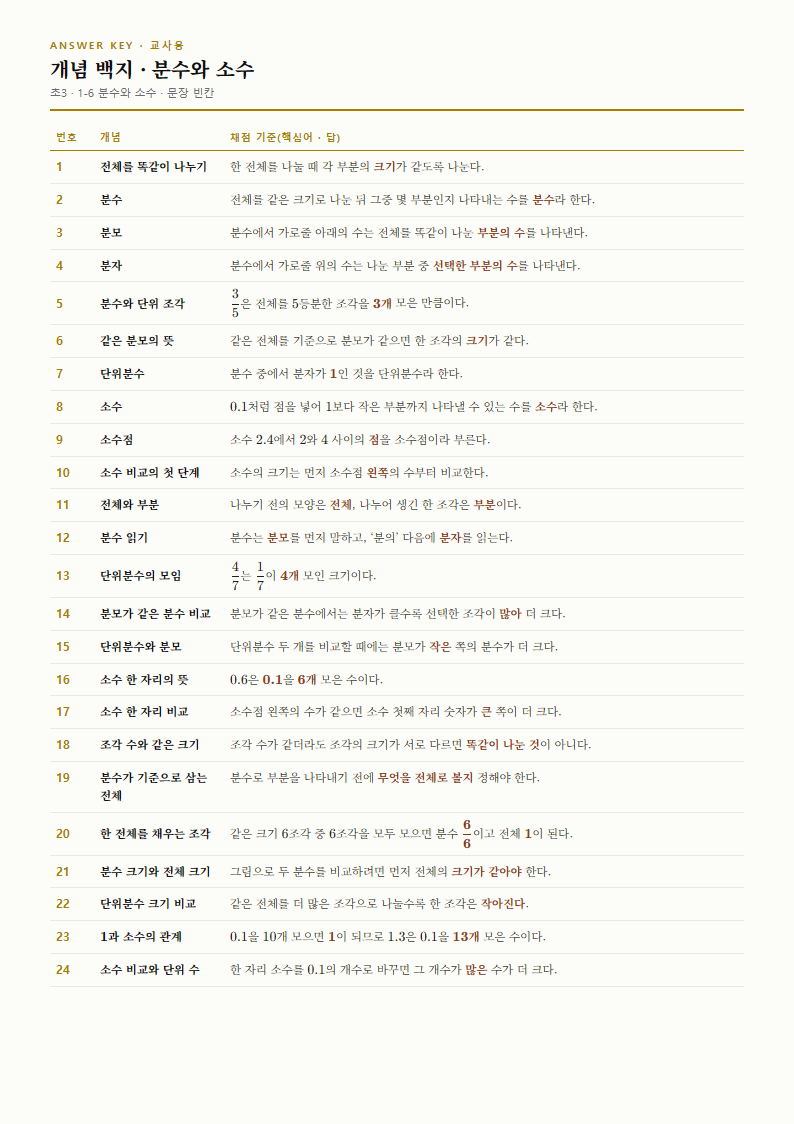 ANSWER KEY · 교사용
개념 백지 · 분수와 소수
초3 · 1-6 분수와 소수 · 문장 빈칸
번호 개념 채점 기준(핵심어 · 답)
1 전체를 똑같이 나누기 한 전체를 나눌 때 각 부분의 크기가 같도록 나눈다.
2 분수 전체를 같은 크기로 나눈 뒤 그중 몇 부분인지 나타내는 수를 분수라 한다.
3 분모 분수에서 가로줄 아래의 수는 전체를 똑같이 나눈 부분의 수를 나타낸다.
4 분자 분수에서 가로줄 위의 수는 나눈 부분 중 선택한 부분의 수를 나타낸다.
5 분수와 단위 조각 3/5은 전체를 5등분한 조각을 3개 모은 만큼이다.
6 같은 분모의 뜻 같은 전체를 기준으로 분모가 같으면 한 조각의 크기가 같다.
7 단위분수 분수 중에서 분자가 1인 것을 단위분수라 한다.
8 소수 0.1처럼 점을 넣어 1보다 작은 부분까지 나타낼 수 있는 수를 소수라 한다.
9 소수점 소수 2.4에서 2와 4 사이의 점을 소수점이라 부른다.
10 소수 비교의 첫 단계 소수의 크기는 먼저 소수점 왼쪽의 수부터 비교한다.
11 전체와 부분 나누기 전의 모양은 전체, 나누어 생긴 한 조각은 부분이다.
12 분수 읽기 분수는 분모를 먼저 말하고, ‘분의’ 다음에 분자를 읽는다.
13 단위분수의 모임 4/7는 1/7이 4개 모인 크기이다.
14 분모가 같은 분수 비교 분모가 같은 분수에서는 분자가 클수록 선택한 조각이 많아 더 크다.
15 단위분수와 분모 단위분수 두 개를 비교할 때에는 분모가 작은 쪽의 분수가 더 크다.
16 소수 한 자리의 뜻 0.6은 0.1을 6개 모은 수이다.
17 소수 한 자리 비교 소수점 왼쪽의 수가 같으면 소수 첫째 자리 숫자가 큰 쪽이 더 크다.
18 조각 수와 같은 크기 조각 수가 같더라도 조각의 크기가 서로 다르면 똑같이 나눈 것이 아니다.
19 분수가 기준으로 삼는 분수로 부분을 나타내기 전에 무엇을 전체로 볼지 정해야 한다.
전체
20 한 전체를 채우는 조각 같은 크기 6조각 중 6조각을 모두 모으면 분수 6/6이고 전체 1이 된다.
21 분수 크기와 전체 크기 그림으로 두 분수를 비교하려면 먼저 전체의 크기가 같아야 한다.
22 단위분수 크기 비교 같은 전체를 더 많은 조각으로 나눌수록 한 조각은 작아진다.
23 1과 소수의 관계 0.1을 10개 모으면 1이 되므로 1.3은 0.1을 13개 모은 수이다.
24 소수 비교와 단위 수 한 자리 소수를 0.1의 개수로 바꾸면 그 개수가 많은 수가 더 크다.